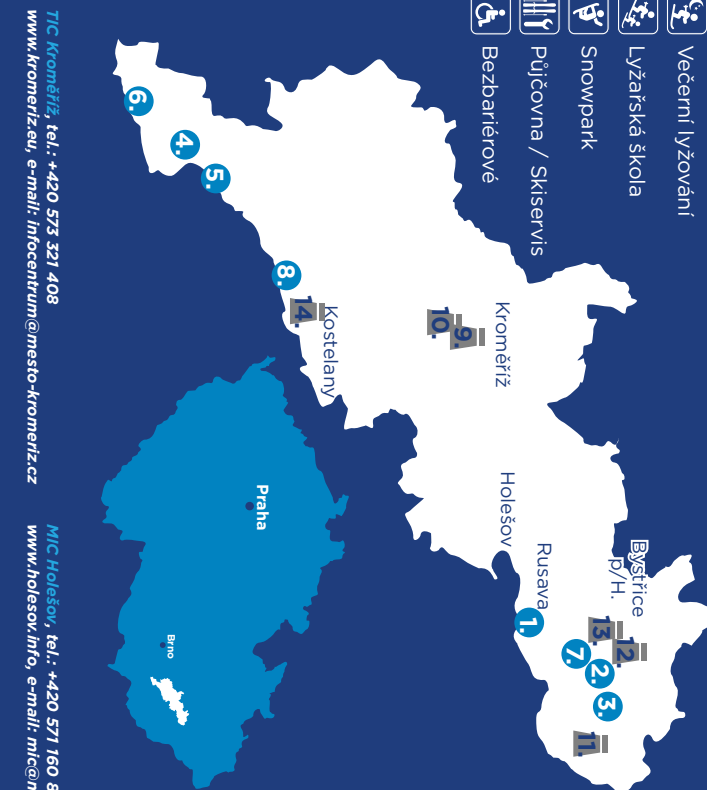 Večerní lyžování
Lyžařská škola
Snowpark
Půjčovna / Skiservis
Bezbariérové
Kroměříž
9.
10.
Kostelany
14.
8.
5.
4.
6.
Bystřice
p/H.
Holešov
Rusava
1.
13.
12.
7.
2.
3.
11.
Praha
Brno
TIC Kroměříž, tel.: +420 573 321 408
www.kromeriz.eu, e-mail: infocentrum@mesto-kromeriz.cz
MIC Holešov, tel.: +420 571 160 8
www.holesov.info, e-mail: mic@m